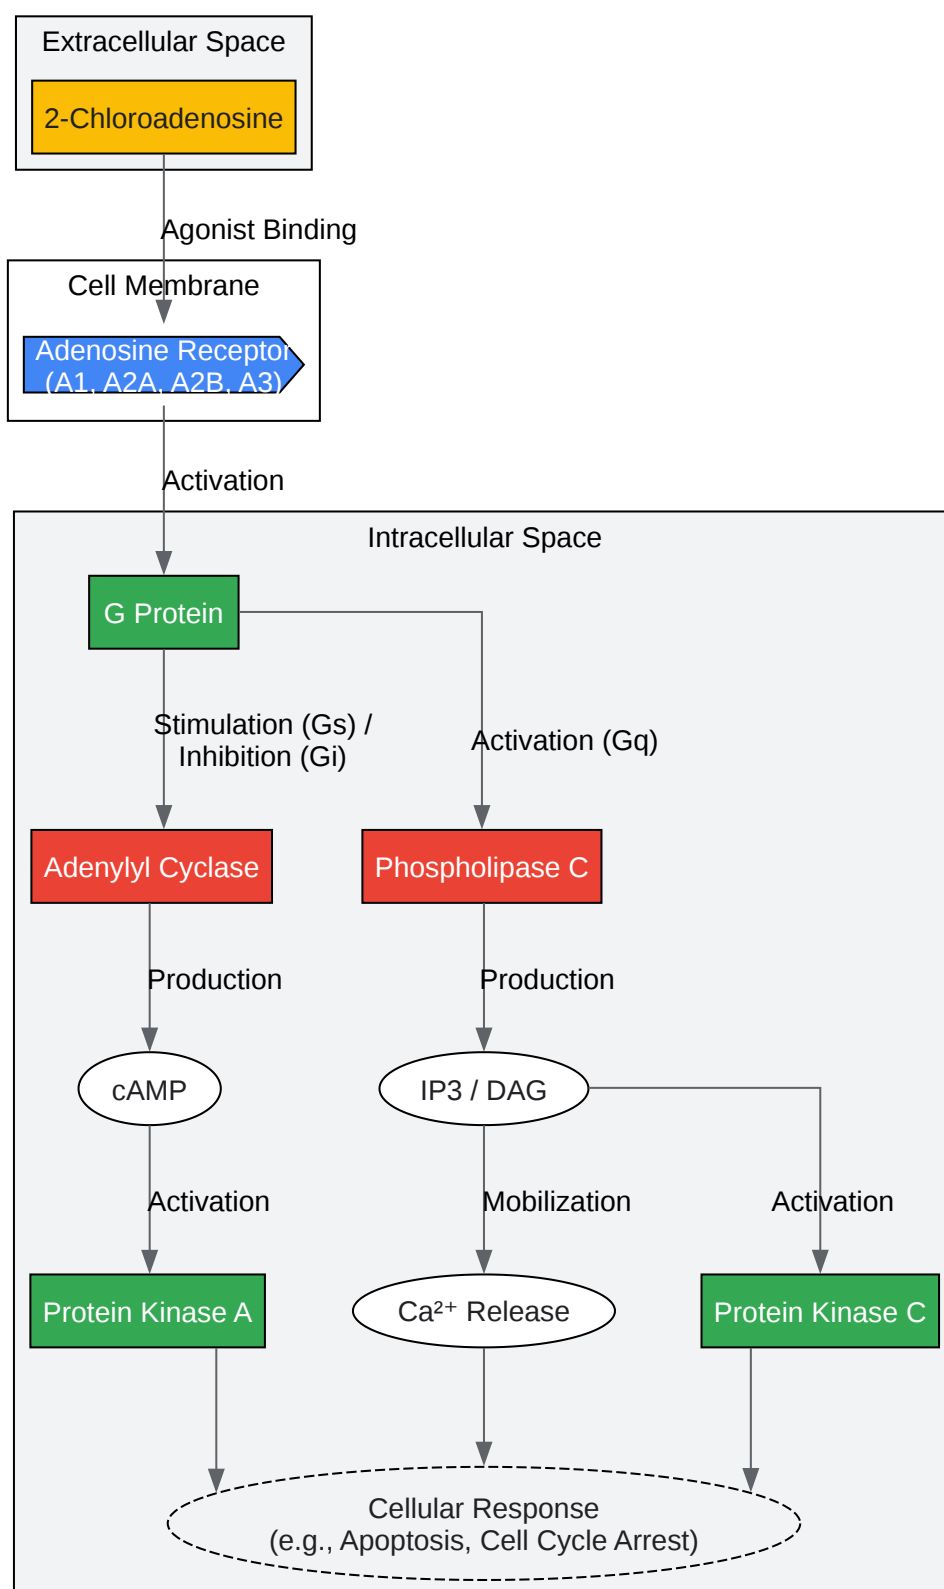 Extracellular Space
2-Chloroadenosine
Agonist Binding
Cell Membrane
Adenosine Receptor
(A1, A2A, A2B, A3)
Activation
Intracellular Space
G Protein
Stimulation (Gs) /
Inhibition (Gi)
Activation (Gq)
Adenylyl Cyclase
Phospholipase C
Production
Production
cAMP
IP3 / DAG
Activation
Mobilization
Activation
Protein Kinase A
Ca²⁺ Release
Protein Kinase C
Cellular Response
(e.g., Apoptosis, Cell Cycle Arrest)